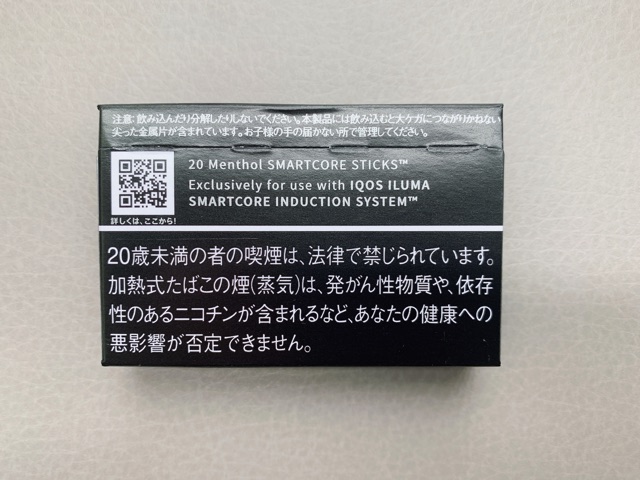 注意:飲み込んだり分解したりしないでください。本製品には飲み込むと大ケガにつながりかねない
尖った金属片が含まれています。お子様の手の届かない所で管理してください。
20 Menthol SMARTCORE STICKS™
Exclusively for use with IQOS ILUMA
SMARTCORE INDUCTION SYSTEM™
詳しくは、ここから!
20歳未満の者の喫煙は、法律で禁じられています。
加熱式たばこの煙(蒸気)は、発がん性物質や、依存
性のあるニコチンが含まれるなど、あなたの健康への
悪影響が否定できません。